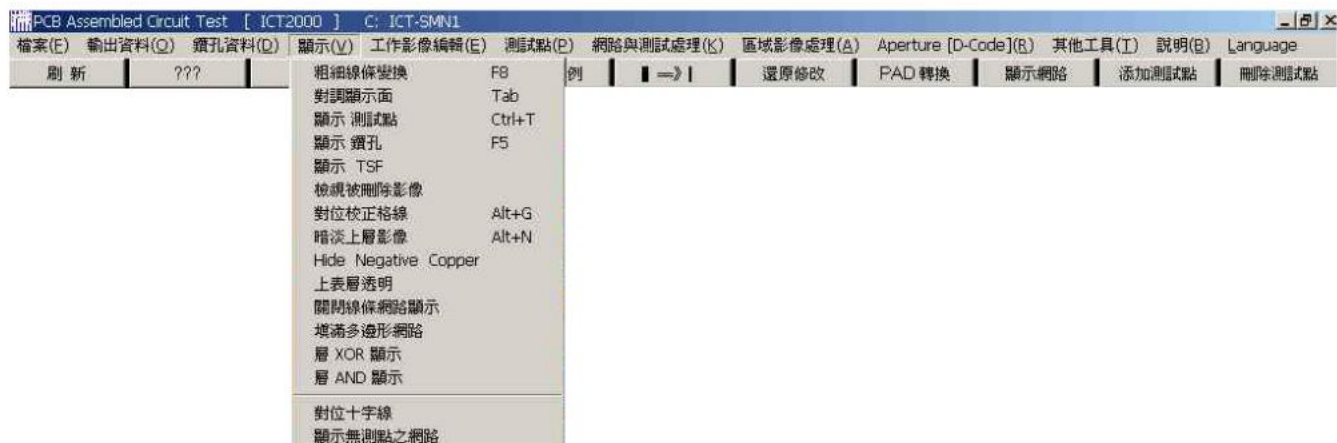 PCB Assembled Circuit Test [ ICT2000 ] C: ICT-SMN1
檔案(F) 輸出資料(O) 鑽孔資料(D) 顯示(V) 工作影像編輯(E) 測試點(P) 網路與測試處理(K) 區域影像處理(A) Aperture [D-Code](R) 其他工具(T) 說明(B) Language
刷新 ??? 例 ▮ ═》| 還原修改 PAD 轉換 顯示網路 添加測試點 刪除測試點
粗細線條變換 F8
對調顯示面 Tab
顯示 測試點 Ctrl+T
顯示 鑽孔 F5
顯示 TSF
檢視被刪除影像
對位校正格線 Alt+G
暗淡上層影像 Alt+N
Hide Negative Copper
上表層透明
關閉線條網路顯示
填滿多邊形網路
層 XOR 顯示
層 AND 顯示
對位十字線
顯示無測點之網路